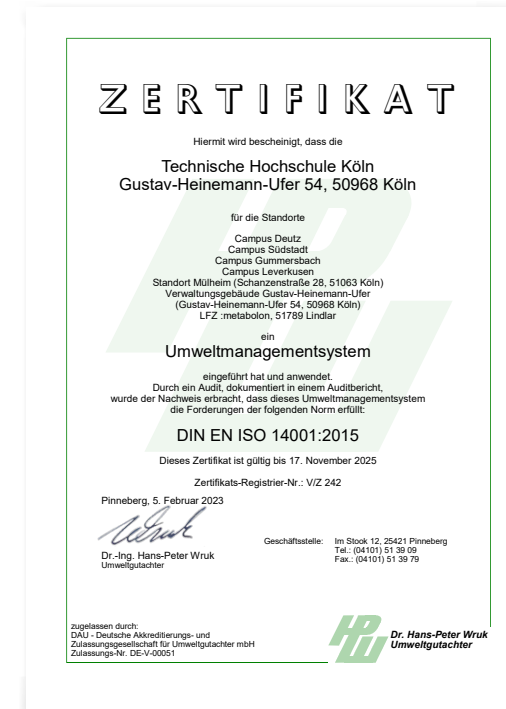 ZERTIFIKAT
Hiermit wird bescheinigt, dass die
Technische Hochschule Köln
Gustav-Heinemann-Ufer 54, 50968 Köln
für die Standorte
Campus Deutz
Campus Südstadt
Campus Gummersbach
Campus Leverkusen
Standort Mülheim (Schanzenstraße 28, 51063 Köln)
Verwaltungsgebäude Gustav-Heinemann-Ufer
(Gustav-Heinemann-Ufer 54, 50968 Köln)
LFZ :metabolon, 51789 Lindlar
ein
Umweltmanagementsystem
eingeführt hat und anwendet.
Durch ein Audit, dokumentiert in einem Auditbericht,
wurde der Nachweis erbracht, dass dieses Umweltmanagementsystem
die Forderungen der folgenden Norm erfüllt:
DIN EN ISO 14001:2015
Dieses Zertifikat ist gültig bis 17. November 2025
Zertifikats-Registrier-Nr.: V/Z 242
Pinneberg, 5. Februar 2023
Wruk
Dr.-Ing. Hans-Peter Wruk
Umweltgutachter
Geschäftsstelle: Im Stook 12, 25421 Pinneberg
Tel.: (04101) 51 39 09
Fax.: (04101) 51 39 79
zugelassen durch:
DAU - Deutsche Akkreditierungs- und
Zulassungsgesellschaft für Umweltgutachter mbH
Zulassungs-Nr. DE-V-00051
HPW
Dr. Hans-Peter Wruk
Umweltgutachter